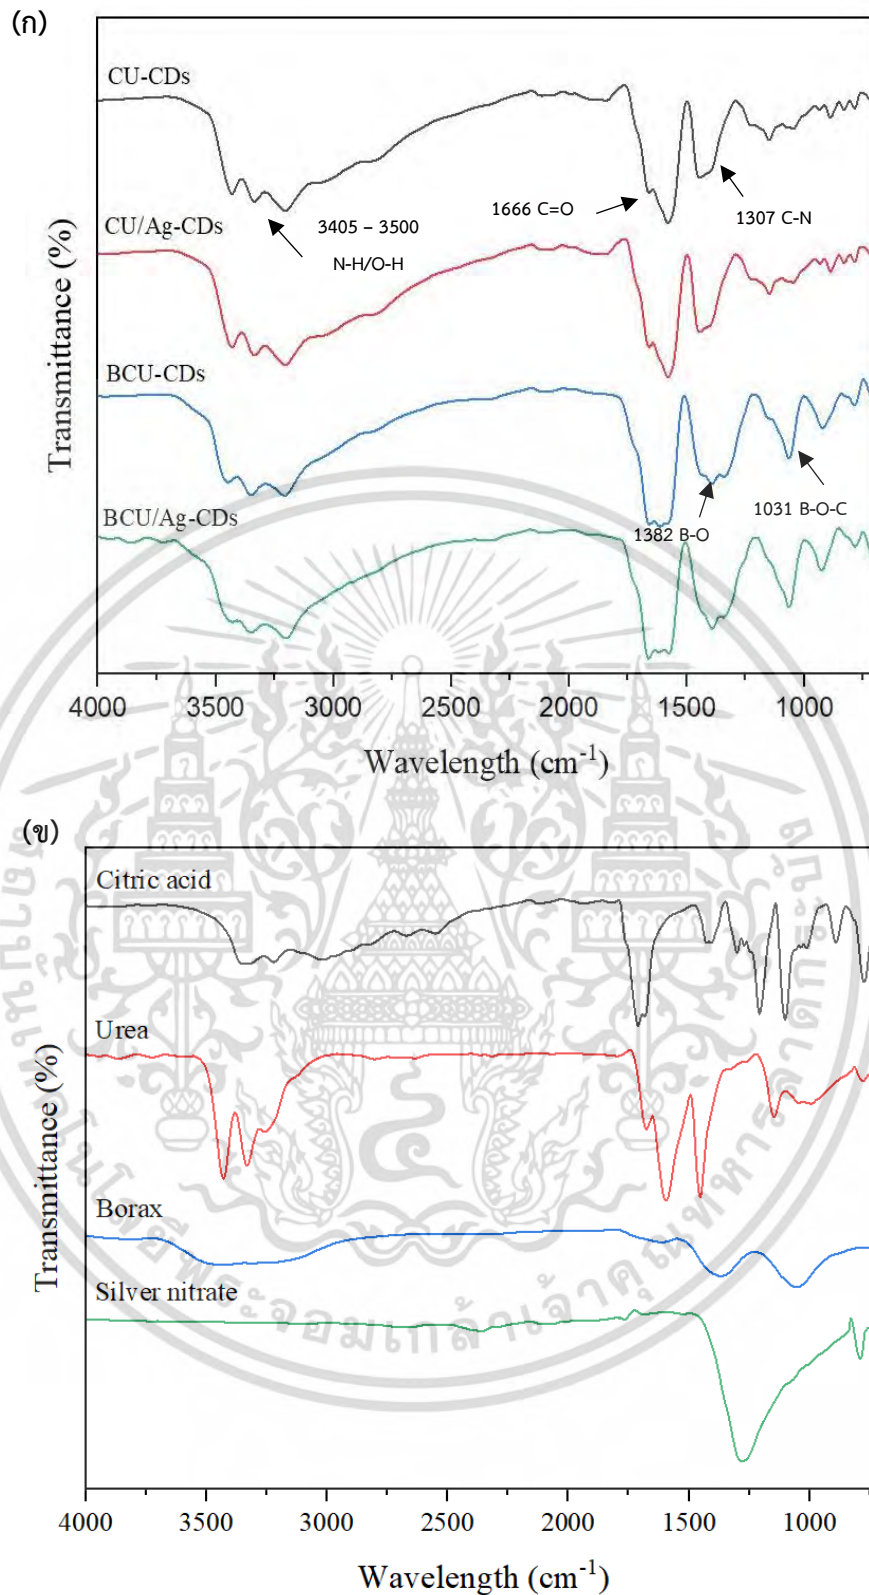 (ก)
CU-CDs
1666 C=O
1307 C-N
3405 – 3500
N-H/O-H
CU/Ag-CDs
BCU-CDs
1382 B-O
1031 B-O-C
BCU/Ag-CDs
Transmittance (%)
4000 3500 3000 2500 2000 1500 1000
Wavelength (cm-1)
(ข)
Citric acid
Urea
Borax
Silver nitrate
Transmittance (%)
4000 3500 3000 2500 2000 1500 1000
Wavelength (cm-1)